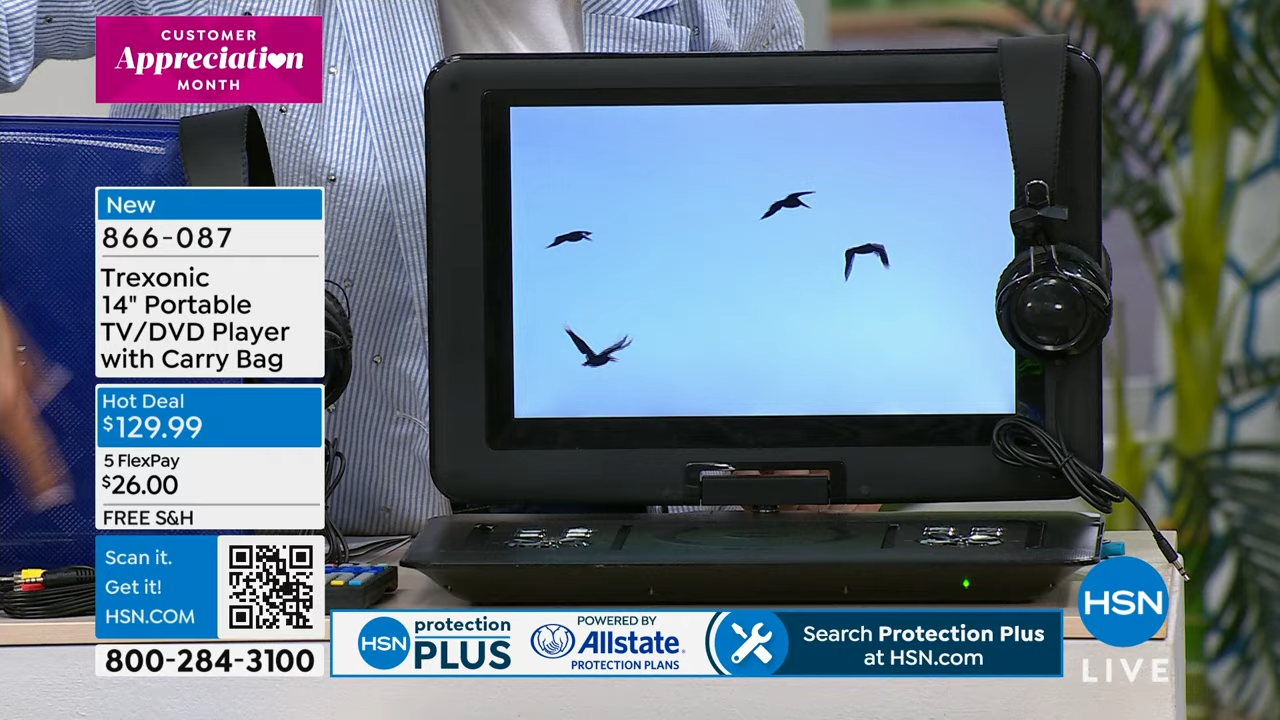 CUSTOMER
Appreciation
MONTH
New
866-087
Trexonic
14" Portable
TV/DVD Player
with Carry Bag
Hot Deal
$129.99
5 FlexPay
$26.00
FREE S&H
Scan it.
Get it!
HSN.COM
800-284-3100
HSN
protection
PLUS
POWERED BY
Allstate®
PROTECTION PLANS
Search Protection Plus
at HSN.com
HSN
LIVE